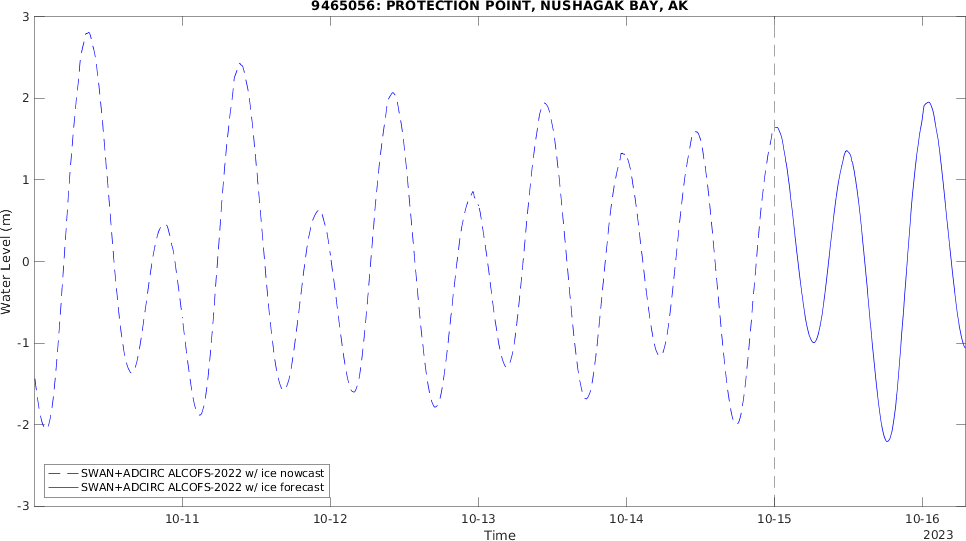 9465056: PROTECTION POINT, NUSHAGAK BAY, AK
3
2
1
0
-1
-2
-3
Water Level (m)
SWAN+ADCIRC ALCOFS-2022 w/ ice nowcast
SWAN+ADCIRC ALCOFS-2022 w/ ice forecast
10-11 10-12 10-13 10-14 10-15 10-16
Time
2023